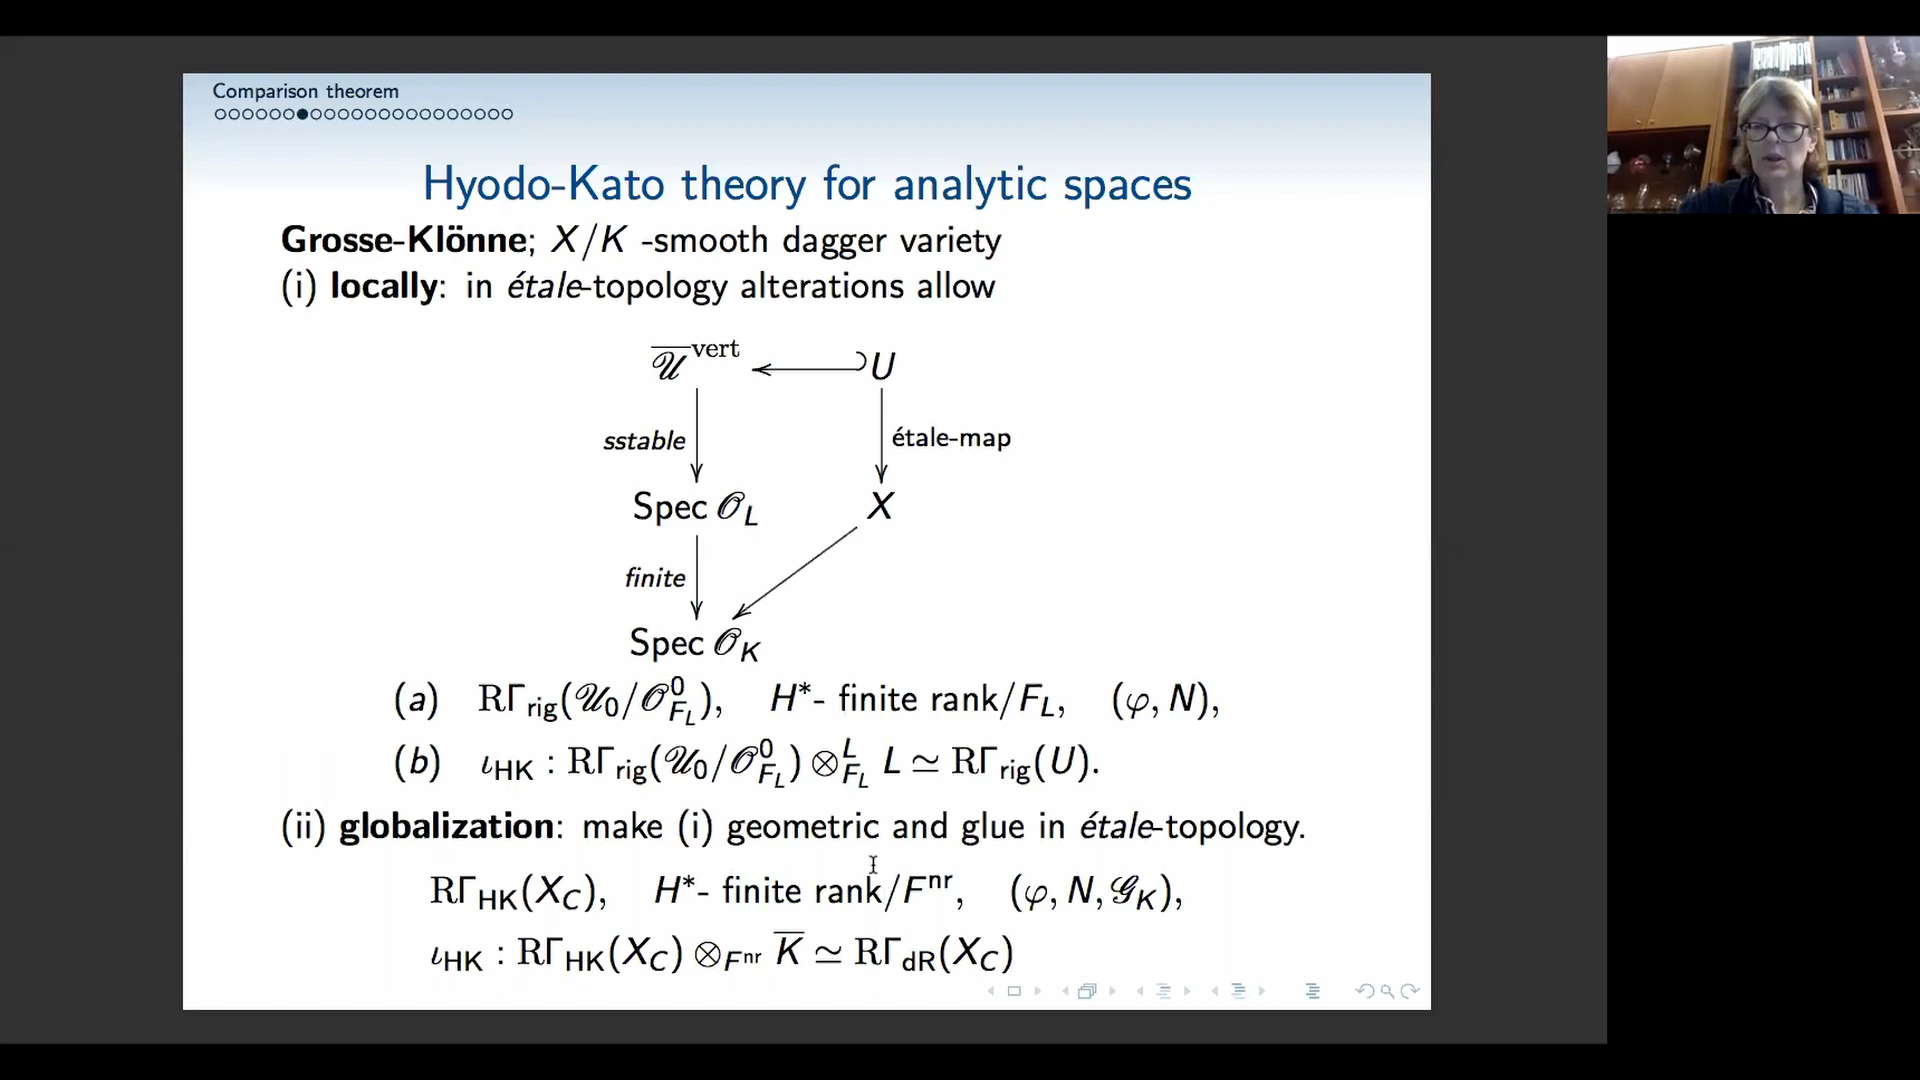 Comparison theorem
Hyodo-Kato theory for analytic spaces
Grosse-Klönne; X/K -smooth dagger variety
(i) locally: in étale-topology alterations allow
𝒰̅^vert ⟵⊃ U
sstable
étale-map
Spec 𝒪_L
X
finite
Spec 𝒪_K
(a) RΓ_rig(𝒰_0/𝒪^0_{F_L}), H*- finite rank/F_L, (φ, N),
(b) ι_HK : RΓ_rig(𝒰_0/𝒪^0_{F_L}) ⊗^L_{F_L} L ≃ RΓ_rig(U).
(ii) globalization: make (i) geometric and glue in étale-topology.
RΓ_HK(X_C), H*- finite rank/F^nr, (φ, N, 𝒢_K),
ι_HK : RΓ_HK(X_C) ⊗_{F^nr} K̅ ≃ RΓ_dR(X_C)